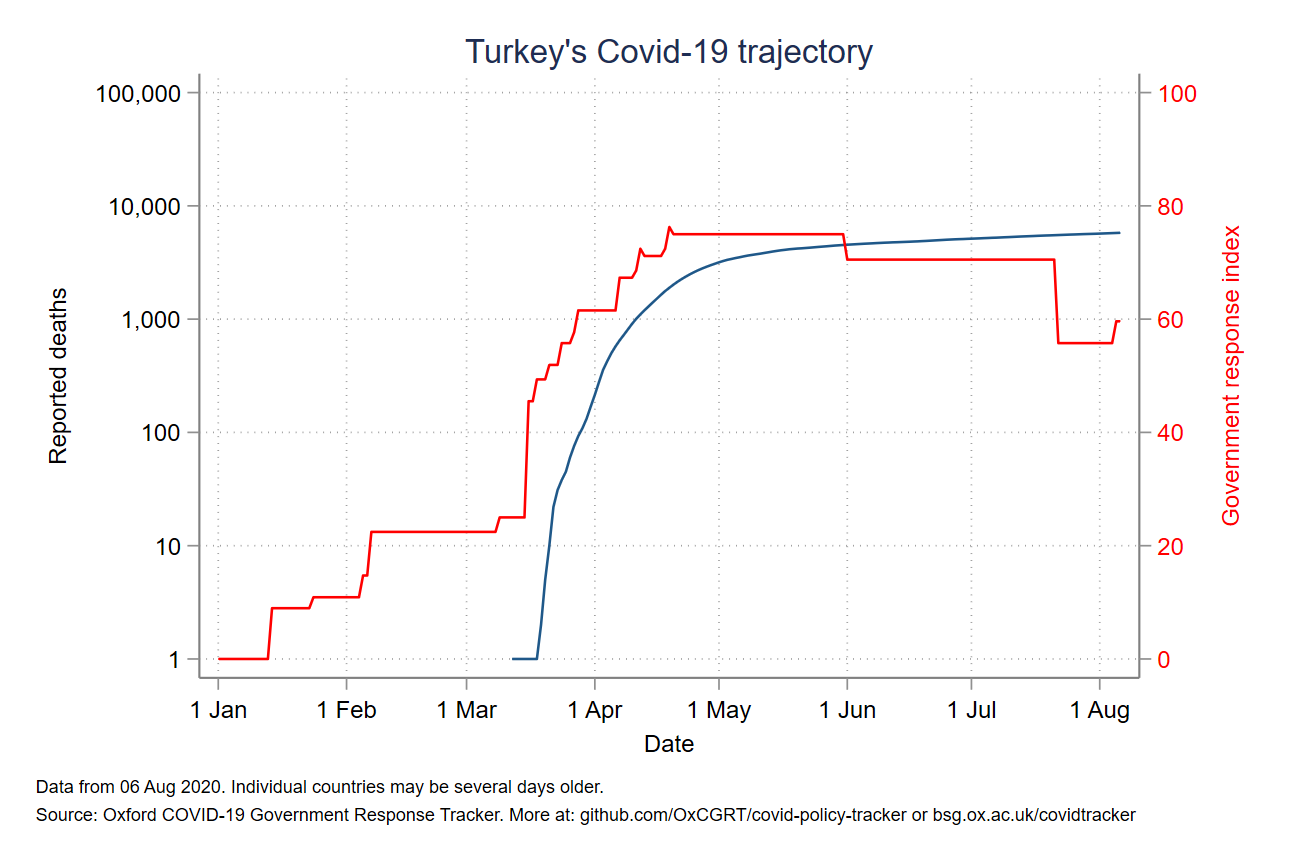 Turkey's Covid-19 trajectory
100,000
10,000
1,000
100
10
1
Reported deaths
100
80
60
40
20
0
Government response index
1 Jan 1 Feb 1 Mar 1 Apr 1 May 1 Jun 1 Jul 1 Aug
Date
Data from 06 Aug 2020. Individual countries may be several days older.
Source: Oxford COVID-19 Government Response Tracker. More at: github.com/OxCGRT/covid-policy-tracker or bsg.ox.ac.uk/covidtracker